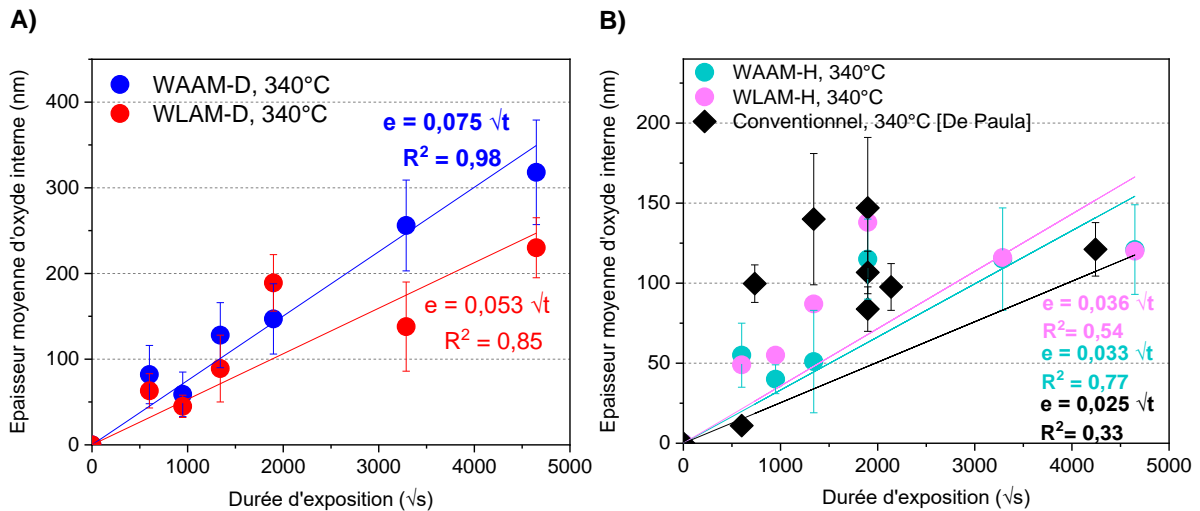 A)
Epaisseur moyenne d'oxyde interne (nm)
400
300
200
100
0
WAAM-D, 340°C
WLAM-D, 340°C
e = 0,075 √t
R² = 0,98
e = 0,053 √t
R² = 0,85
0 1000 2000 3000 4000 5000
Durée d'exposition (√s)
B)
Epaisseur moyenne d'oxyde interne (nm)
200
150
100
50
0
WAAM-H, 340°C
WLAM-H, 340°C
Conventionnel, 340°C [De Paula]
e = 0,036 √t
R²= 0,54
e = 0,033 √t
R² = 0,77
e = 0,025 √t
R²= 0,33
0 1000 2000 3000 4000 5000
Durée d'exposition (√s)